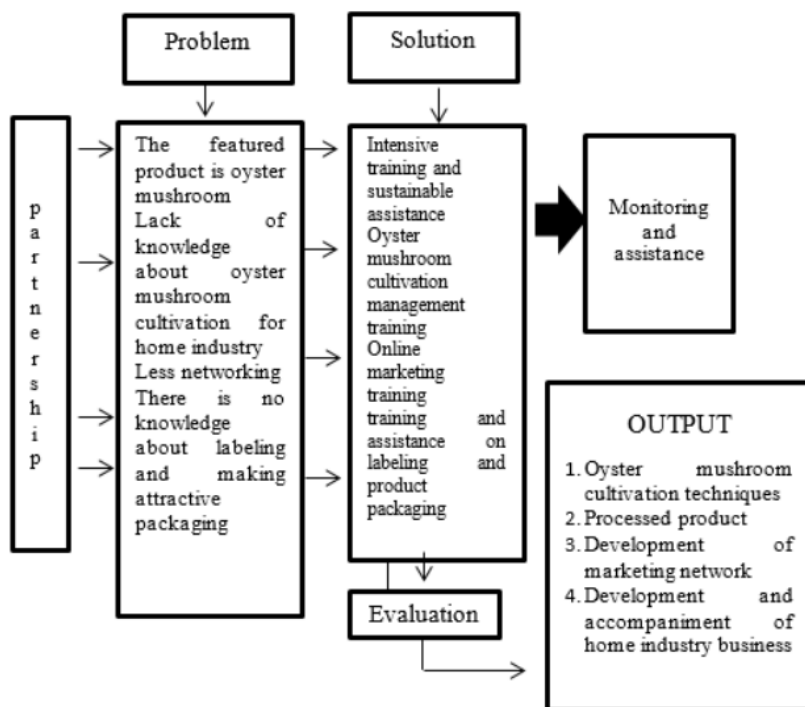 Problem
Solution
partnership
The featured
product is oyster
mushroom
Lack of
knowledge
about oyster
mushroom
cultivation for
home industry
Less networking
There is no
knowledge
about labeling
and making
attractive
packaging
Intensive
training and
sustainable
assistance
Oyster
mushroom
cultivation
management
training
Online
marketing
training
training and
assistance on
labeling and
product
packaging
Monitoring
and
assistance
Evaluation
OUTPUT
1. Oyster mushroom
cultivation techniques
2. Processed product
3. Development of
marketing network
4. Development and
accompaniment of
home industry business